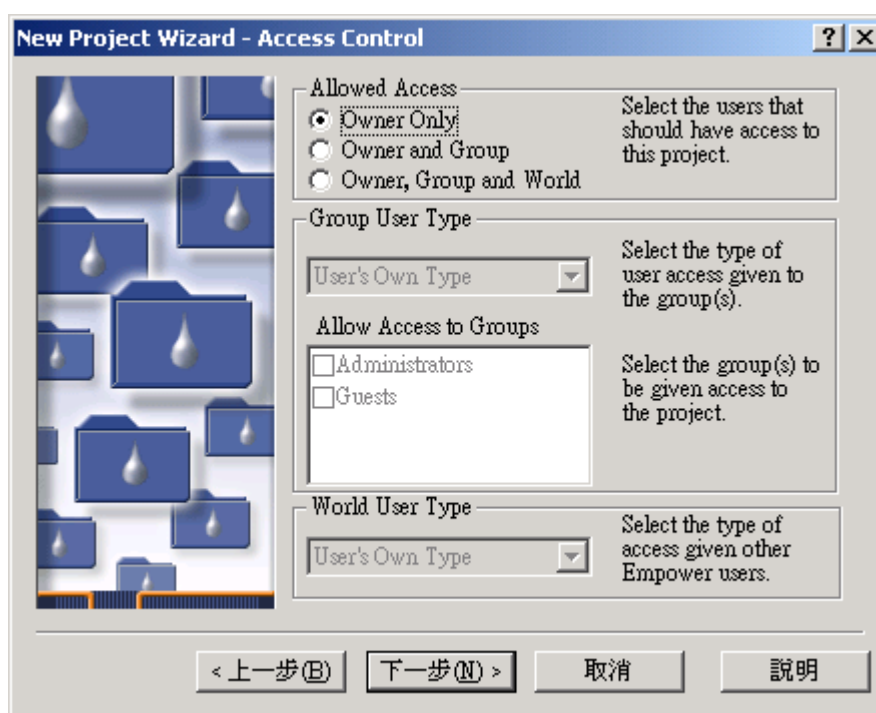 New Project Wizard - Access Control
Allowed Access
Owner Only
Owner and Group
Owner, Group and World
Select the users that
should have access to
this project.
Group User Type
User's Own Type
Select the type of
user access given to
the group(s).
Allow Access to Groups
Administrators
Guests
Select the group(s) to
be given access to
the project.
World User Type
User's Own Type
Select the type of
access given other
Empower users.
<上一步(B)
下一步(N)>
取消
說明